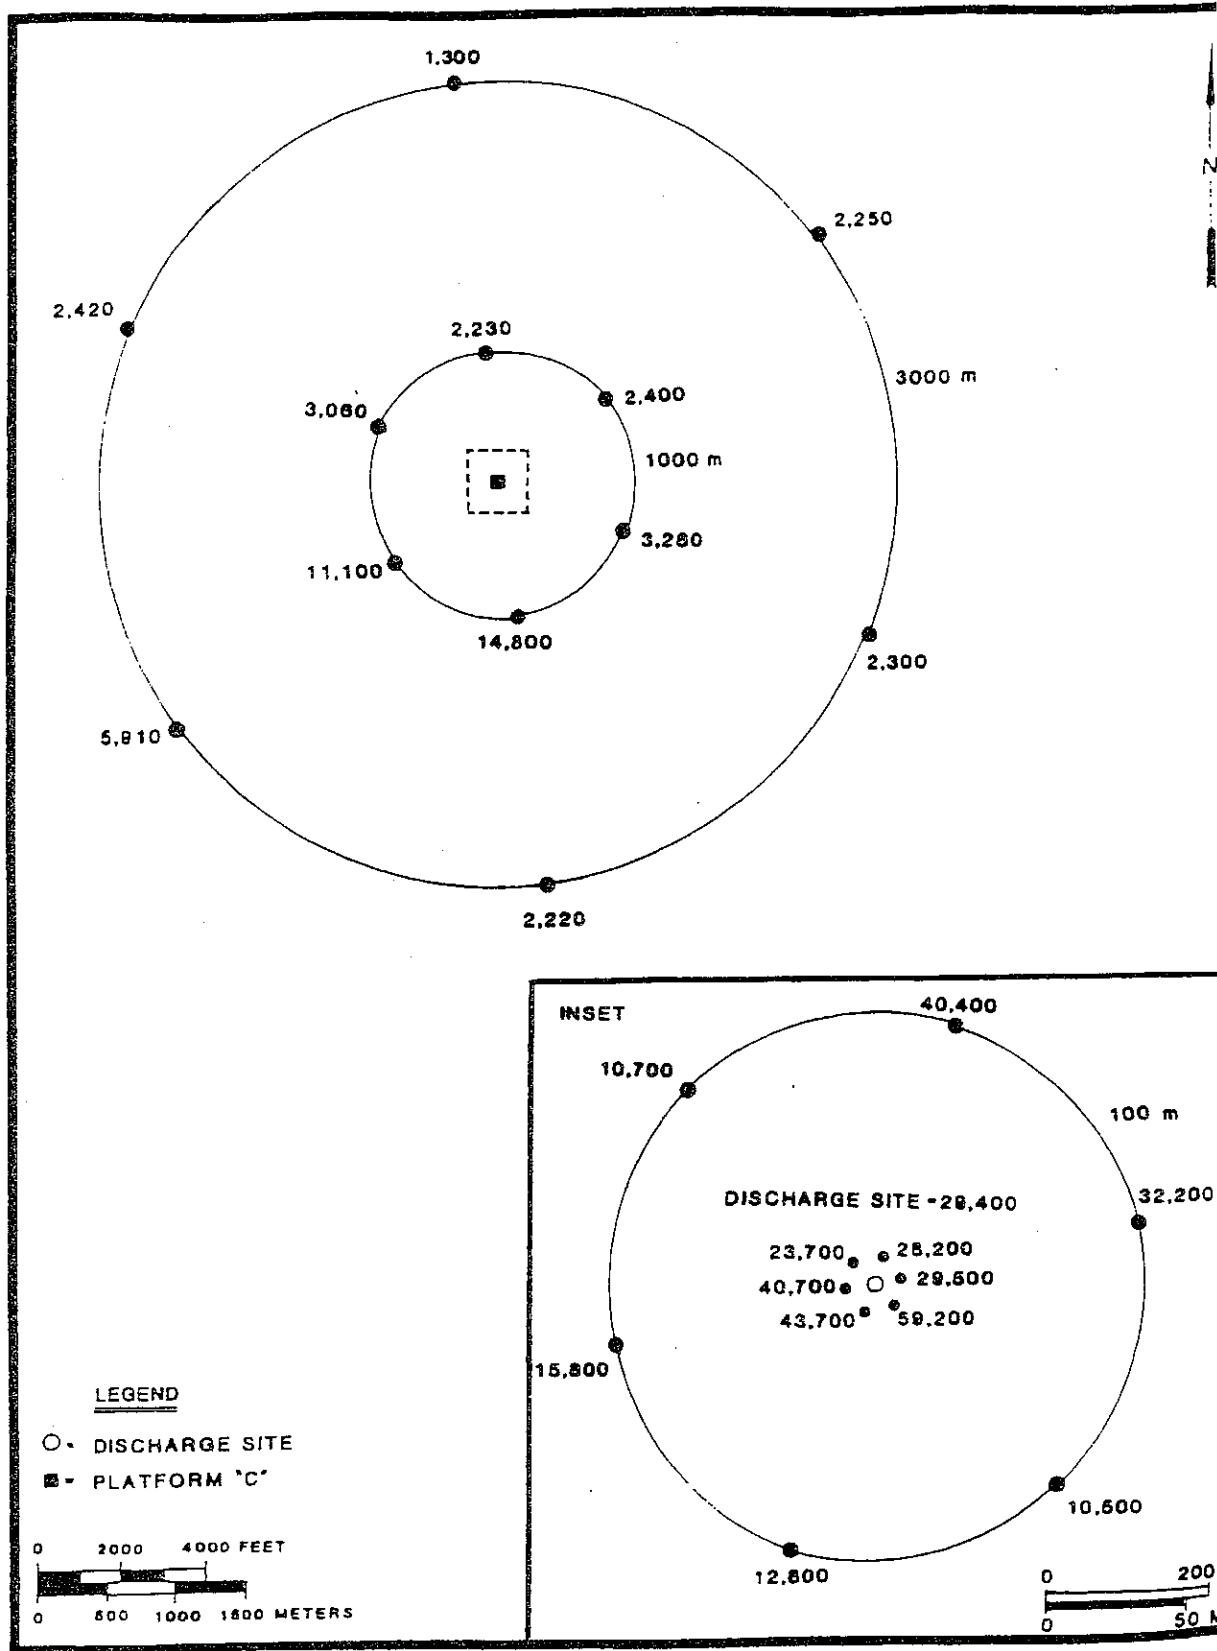 1,300
2,250
2,420
2,230
3000 m
2,400
3,060
1000 m
3,280
11,100
14,800
2,300
5,910
2,220
N
INSET
40,400
10,700
100 m
32,200
DISCHARGE SITE - 29,400
23,700
28,200
40,700
29,500
43,700
59,200
15,800
10,500
12,800
LEGEND
O - DISCHARGE SITE
■ - PLATFORM "C"
0 2000 4000 FEET
0 500 1000 1500 METERS
0 200
0 50 M